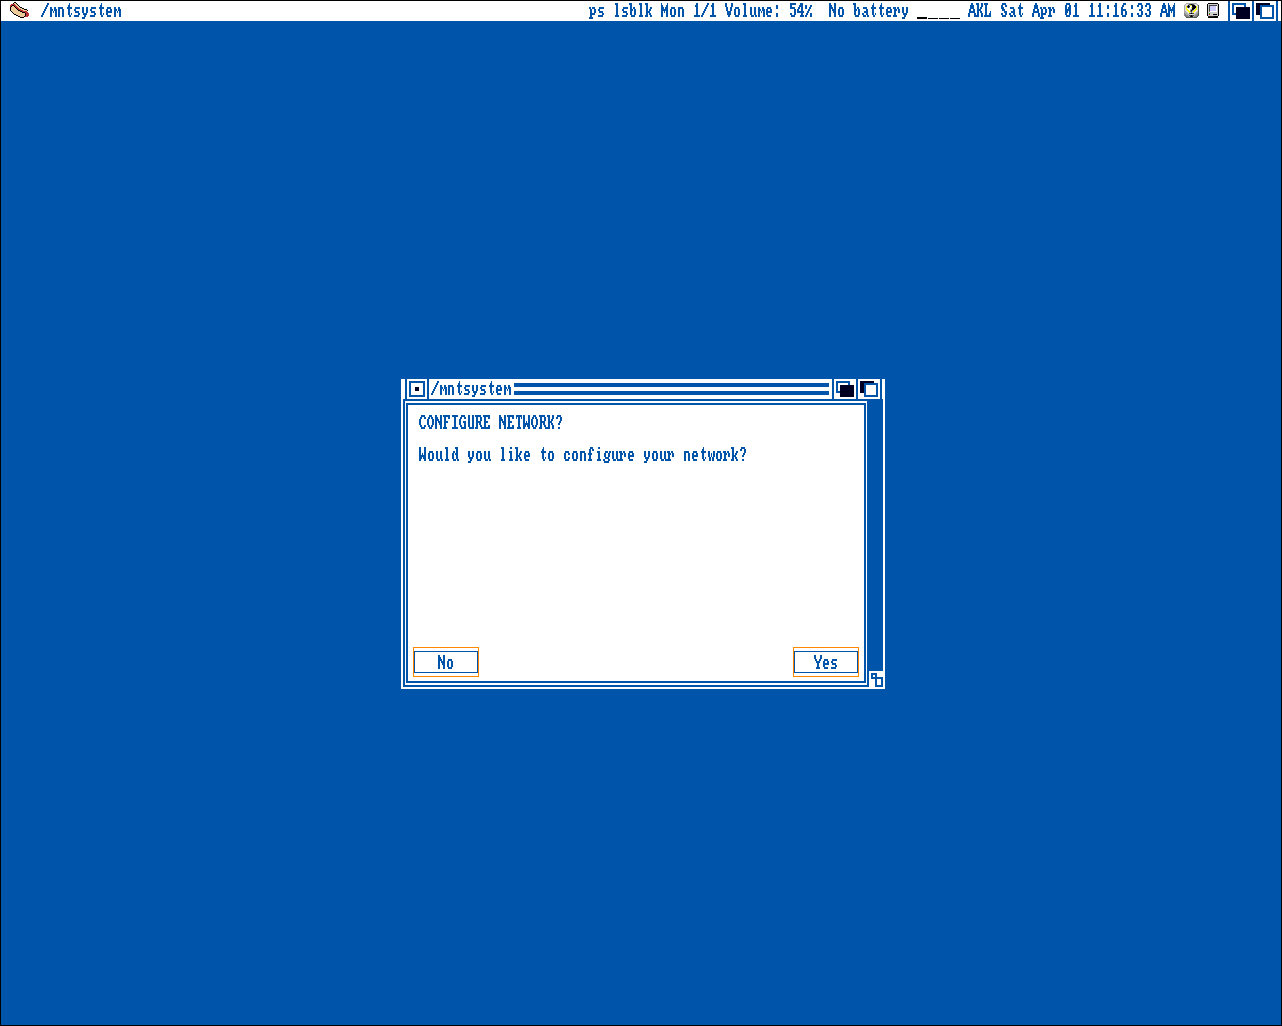 /mntsystem ps lsblk Mon 1/1 Volume: 54% No battery ____ AKL Sat Apr 01 11:16:33 AM
/mntsystem
CONFIGURE NETWORK?
Would you like to configure your network?
No Yes